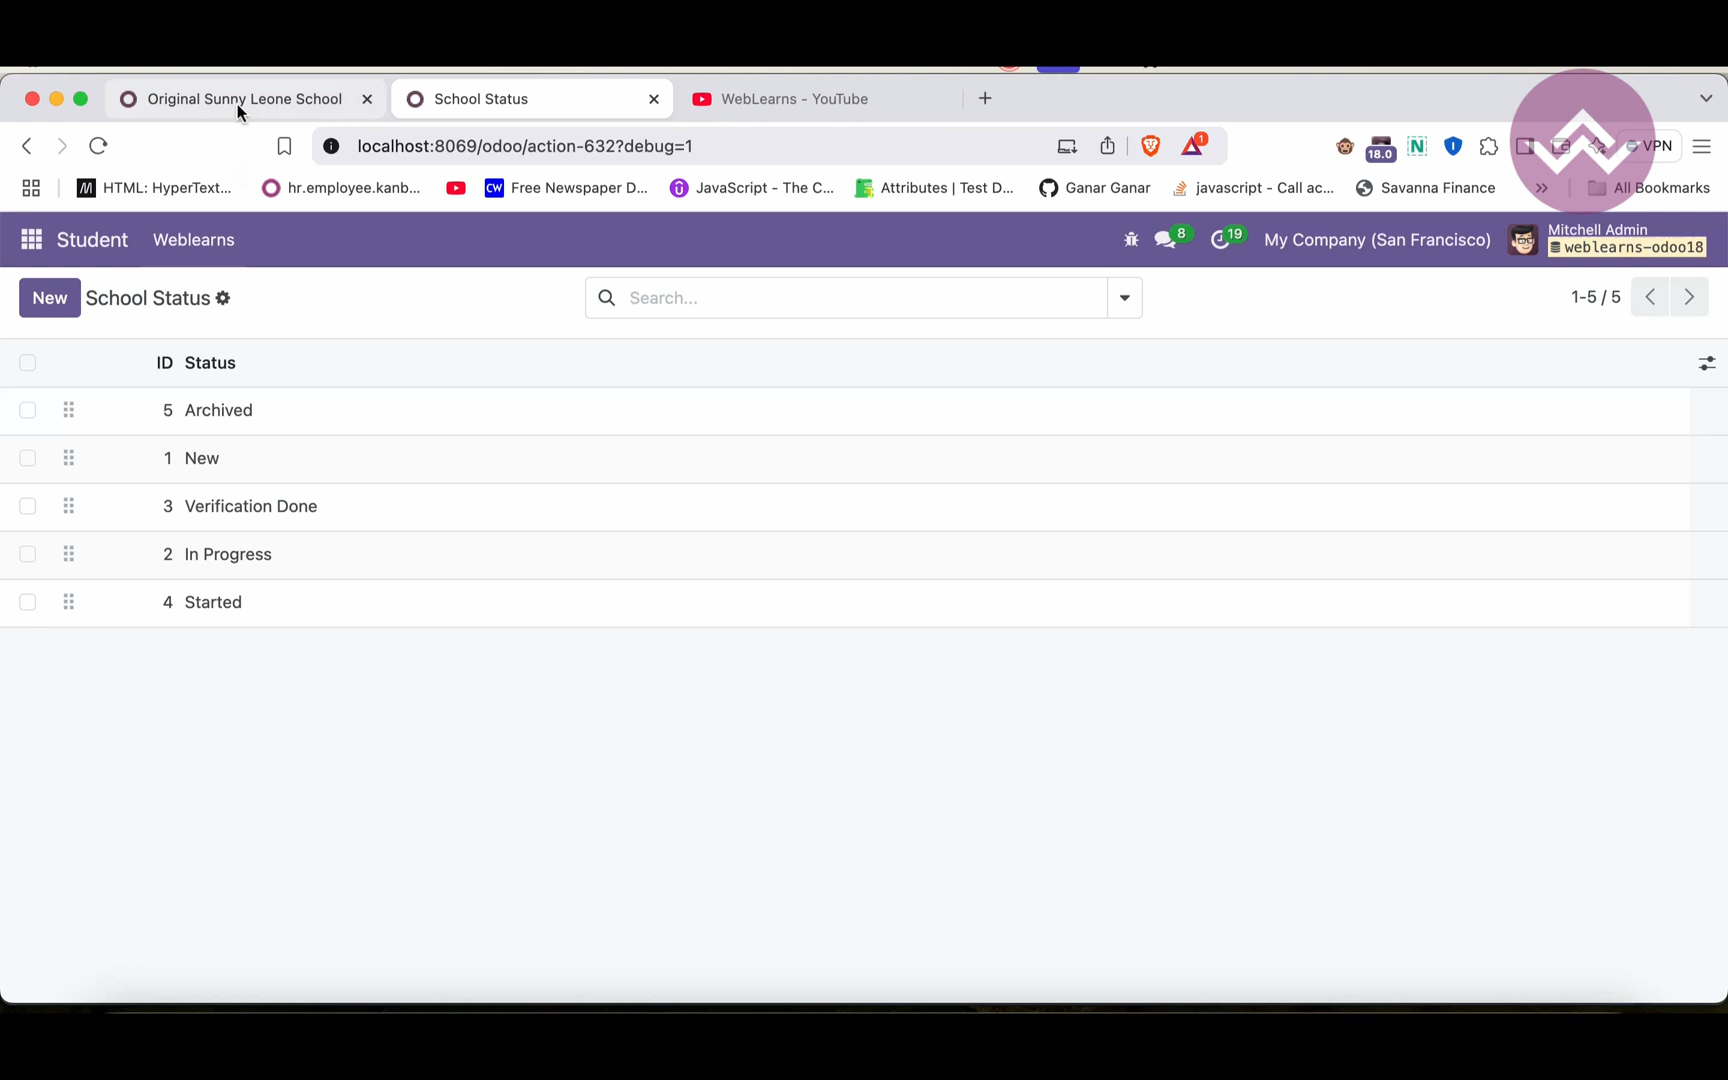 Original Sunny Leone School
School Status
WebLearns - YouTube
localhost:8069/odoo/action-632?debug=1
1
18.0
N
VPN
HTML: HyperText...
hr.employee.kanb...
CW Free Newspaper D...
JavaScript - The C...
Attributes | Test D...
Ganar Ganar
javascript - Call ac...
Savanna Finance
All Bookmarks
Student
Weblearns
8
19
My Company (San Francisco)
Mitchell Admin
weblearns-odoo18
New
School Status
Search...
1-5 / 5
ID Status
5 Archived
1 New
3 Verification Done
2 In Progress
4 Started